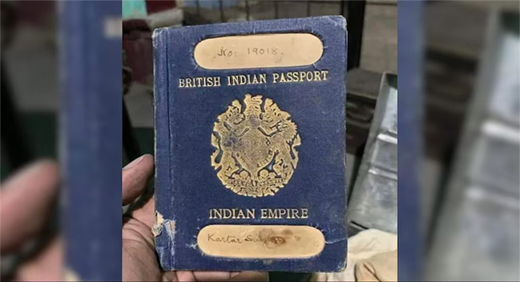 No. 19018.
BRITISH INDIAN PASSPORT
INDIAN EMPIRE
Kartar